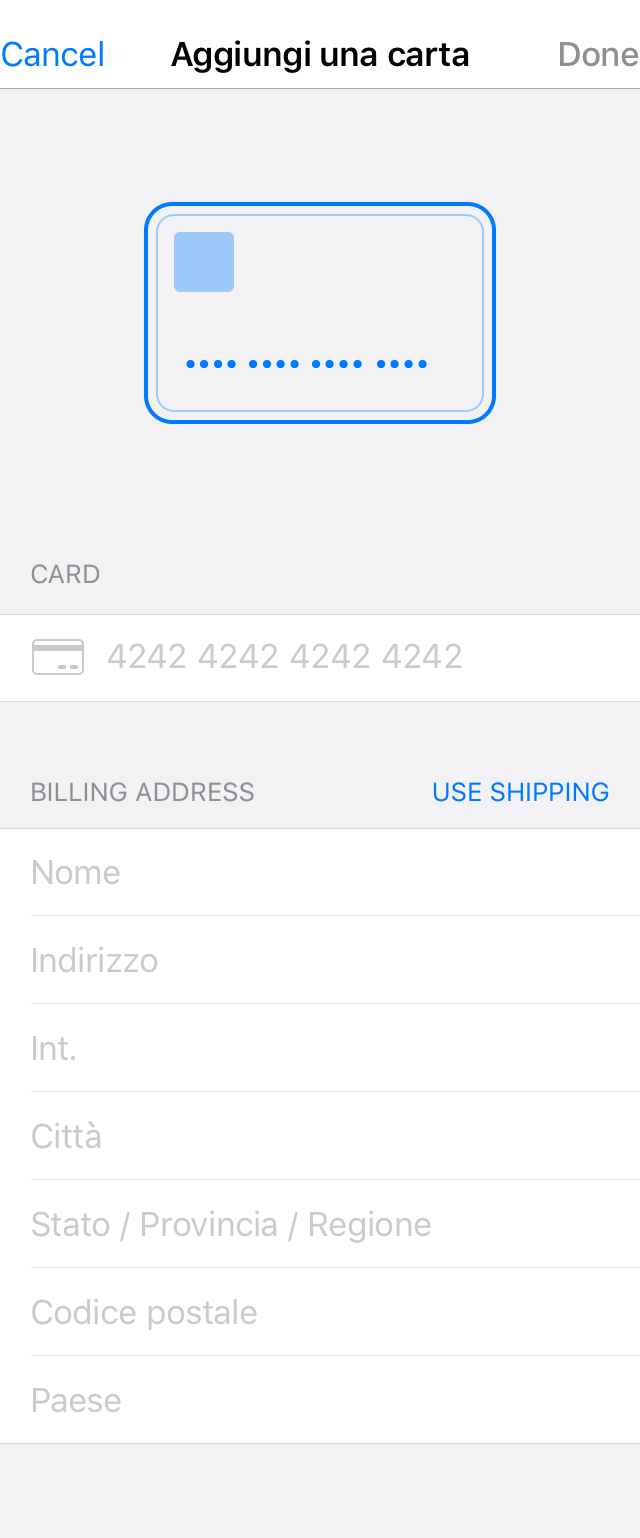 Cancel Aggiungi una carta Done
•••• •••• •••• ••••
CARD
4242 4242 4242 4242
BILLING ADDRESS USE SHIPPING
Nome
Indirizzo
Int.
Città
Stato / Provincia / Regione
Codice postale
Paese